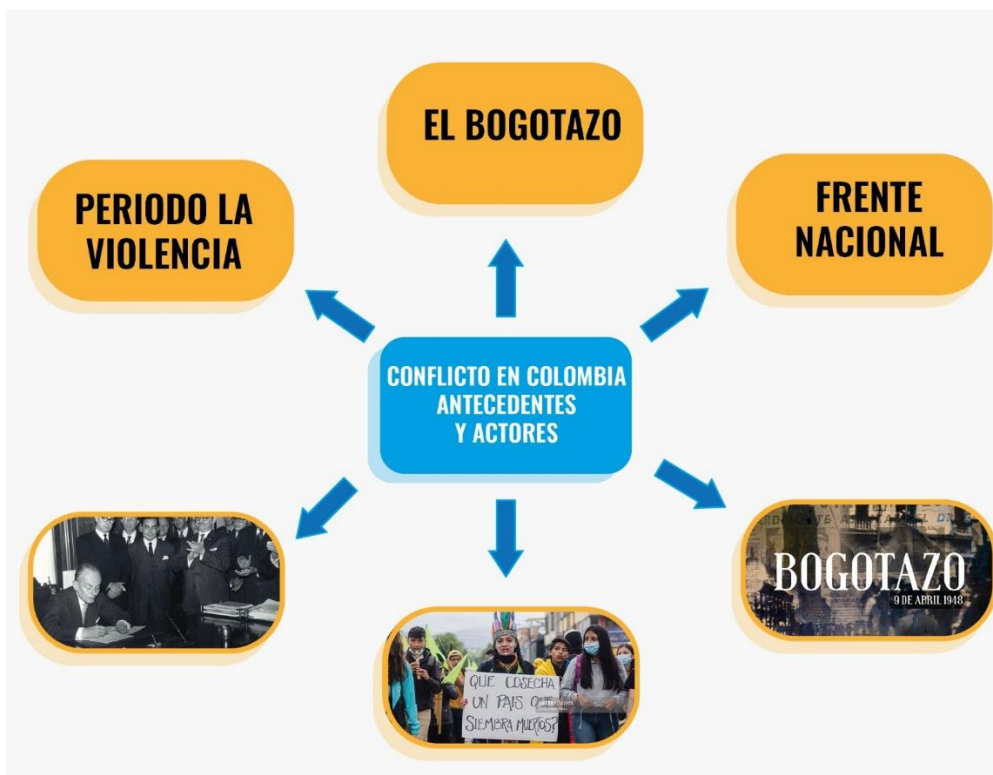 EL BOGOTAZO
PERIODO LA
VIOLENCIA
FRENTE
NACIONAL
CONFLICTO EN COLOMBIA
ANTECEDENTES
Y ACTORES
BOGOTAZO
9 DE ABRIL 1948
QUE COSECHA
UN PAIS QUE
SIEMBRA MUERTOS?